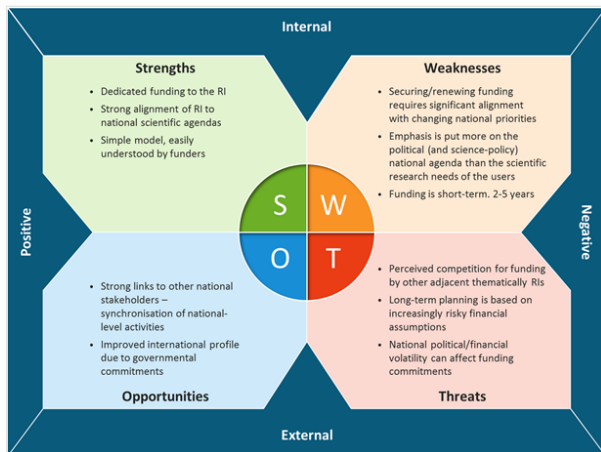 Internal
Strengths
• Dedicated funding to the RI
• Strong alignment of RI to
national scientific agendas
• Simple model, easily
understood by funders
Weaknesses
• Securing/renewing funding
requires significant alignment
with changing national priorities
• Emphasis is put more on the
political (and science-policy)
national agenda than the scientific
research needs of the users
• Funding is short-term. 2-5 years
Positive
S
W
O
T
Negative
• Strong links to other national
stakeholders –
synchronisation of national-
level activities
• Improved international profile
due to governmental
commitments
Opportunities
• Perceived competition for funding
by other adjacent thematically RIs
• Long-term planning is based on
increasingly risky financial
assumptions
• National political/financial
volatility can affect funding
commitments
Threats
External